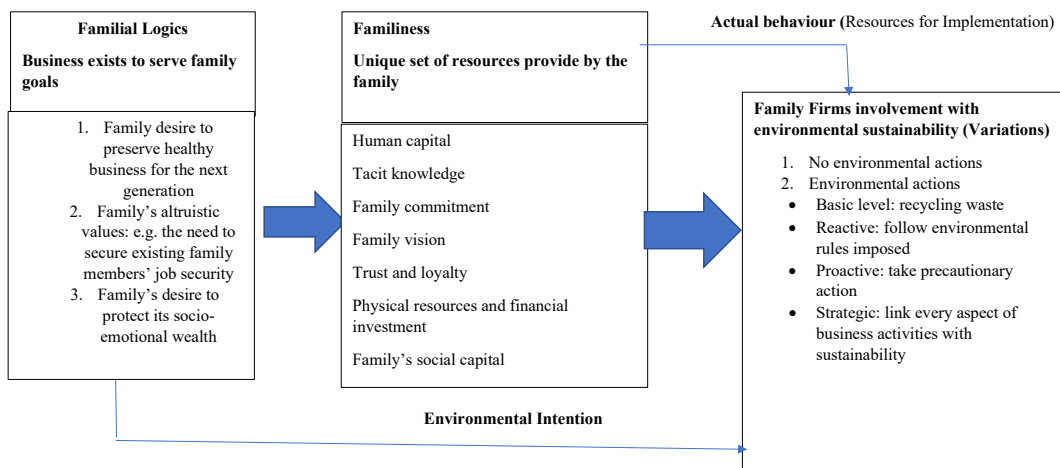 Familial Logics
Business exists to serve family
goals
1. Family desire to
preserve healthy
business for the next
generation
2. Family’s altruistic
values: e.g. the need to
secure existing family
members’ job security
3. Family’s desire to
protect its socio-
emotional wealth
Familiness
Unique set of resources provide by the
family
Human capital
Tacit knowledge
Family commitment
Family vision
Trust and loyalty
Physical resources and financial
investment
Family’s social capital
Actual behaviour (Resources for Implementation)
Family Firms involvement with
environmental sustainability (Variations)
1. No environmental actions
2. Environmental actions
• Basic level: recycling waste
• Reactive: follow environmental
rules imposed
• Proactive: take precautionary
action
• Strategic: link every aspect of
business activities with
sustainability
Environmental Intention